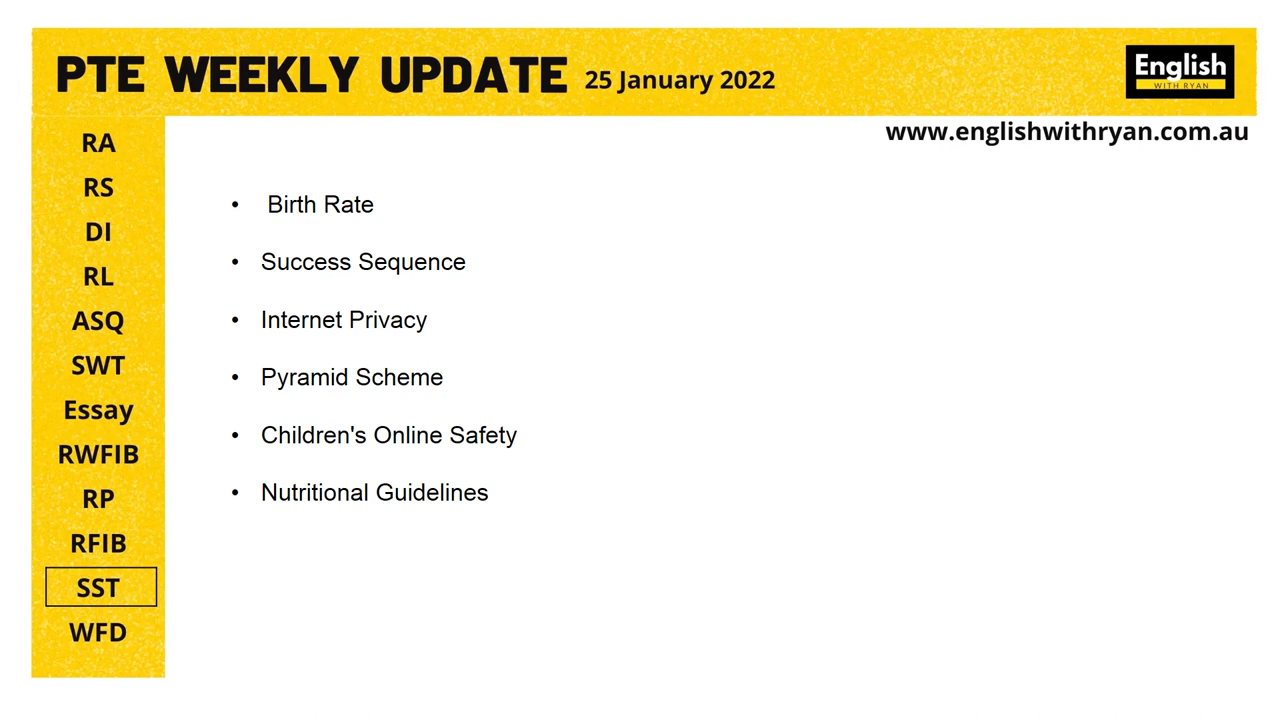 PTE WEEKLY UPDATE 25 January 2022
English
WITH RYAN
www.englishwithryan.com.au
RA
RS
DI
RL
ASQ
SWT
Essay
RWFIB
RP
RFIB
SST
WFD
• Birth Rate
• Success Sequence
• Internet Privacy
• Pyramid Scheme
• Children's Online Safety
• Nutritional Guidelines